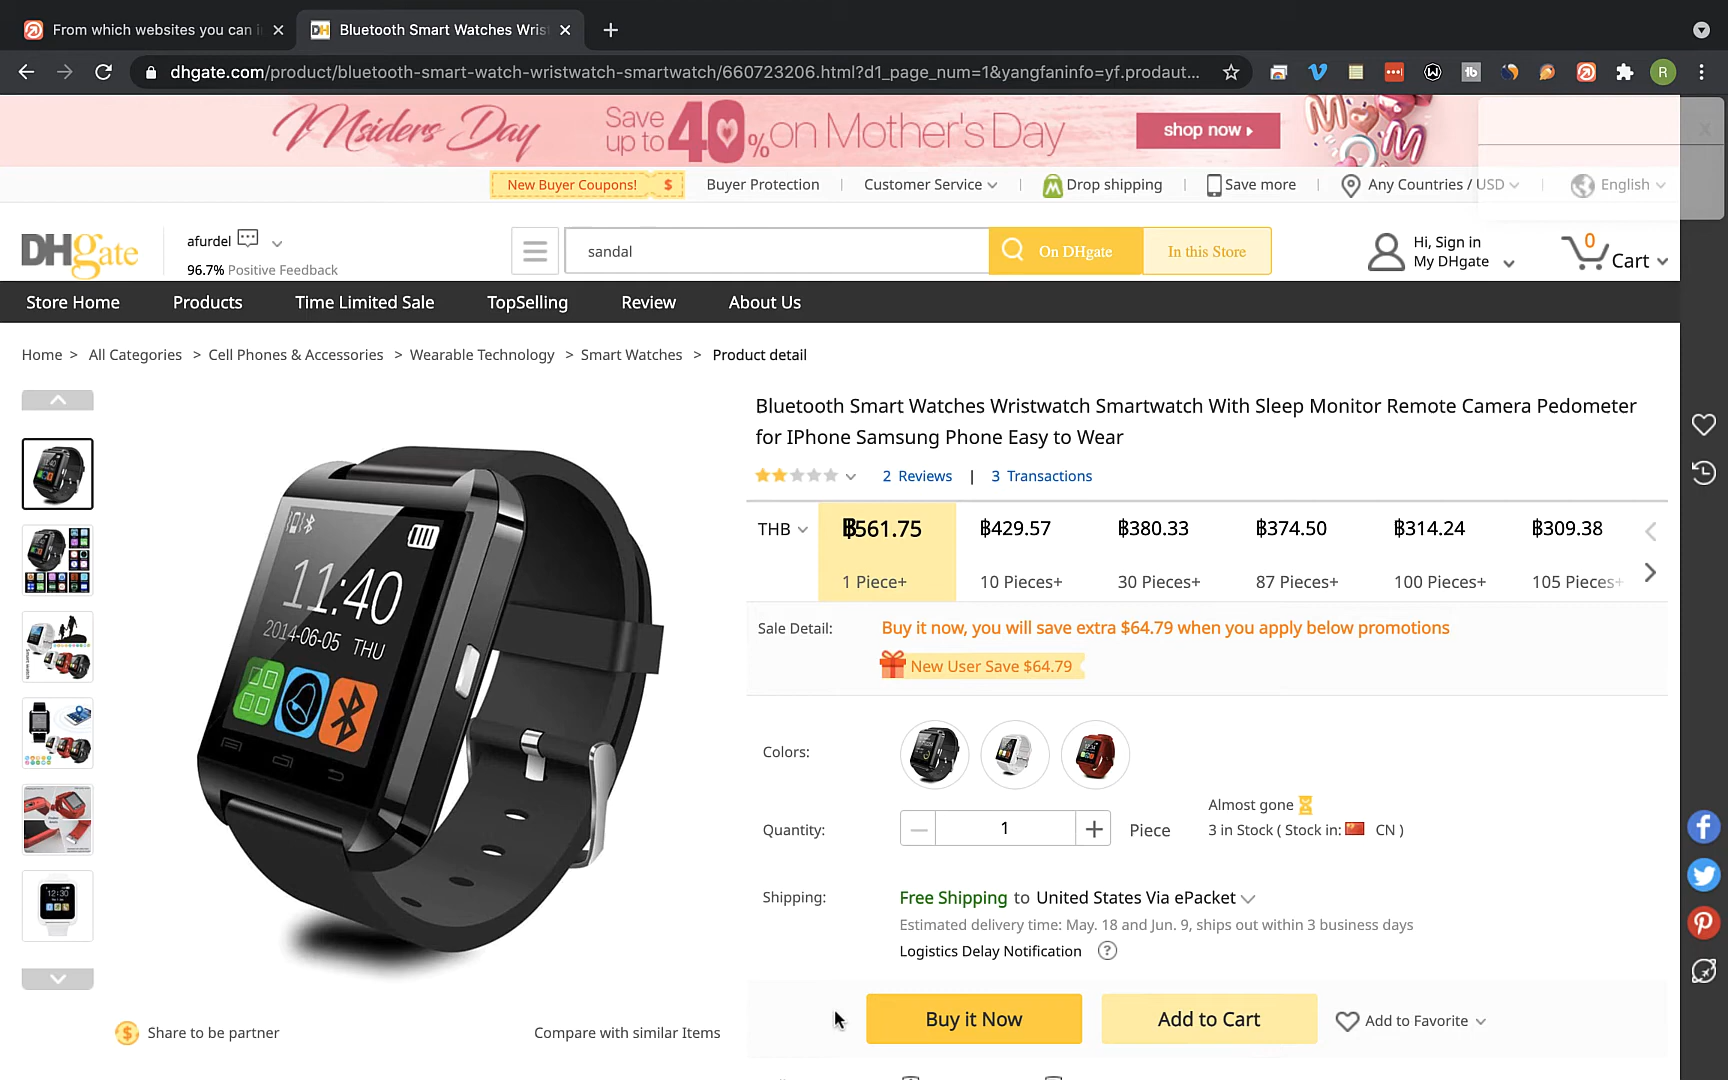 From which websites you can i
Bluetooth Smart Watches Wrist
dhgate.com/product/bluetooth-smart-watch-wristwatch-smartwatch/660723206.html?d1_page_num=1&yangfaninfo=yf.prodaut...
R
Insiders Day
Save up to 40% on Mother's Day
shop now
MOM
New Buyer Coupons! $
Buyer Protection
Customer Service
Drop shipping
Save more
Any Countries / USD
English
DHgate
afurdel
96.7% Positive Feedback
sandal
On DHgate
In this Store
Hi, Sign in
My DHgate
0
Cart
Store Home
Products
Time Limited Sale
TopSelling
Review
About Us
Home > All Categories > Cell Phones & Accessories > Wearable Technology > Smart Watches > Product detail
Bluetooth Smart Watches Wristwatch Smartwatch With Sleep Monitor Remote Camera Pedometer
for IPhone Samsung Phone Easy to Wear
2 Reviews | 3 Transactions
THB
฿561.75 ฿429.57 ฿380.33 ฿374.50 ฿314.24 ฿309.38
1 Piece+ 10 Pieces+ 30 Pieces+ 87 Pieces+ 100 Pieces+ 105 Pieces+
Sale Detail: Buy it now, you will save extra $64.79 when you apply below promotions
New User Save $64.79
11:40
2014-06-05 THU
Colors:
Quantity: 1 Piece
Almost gone
3 in Stock ( Stock in: CN )
Shipping: Free Shipping to United States Via ePacket
Estimated delivery time: May. 18 and Jun. 9, ships out within 3 business days
Logistics Delay Notification ?
Buy it Now
Add to Cart
Add to Favorite
$ Share to be partner
Compare with similar Items